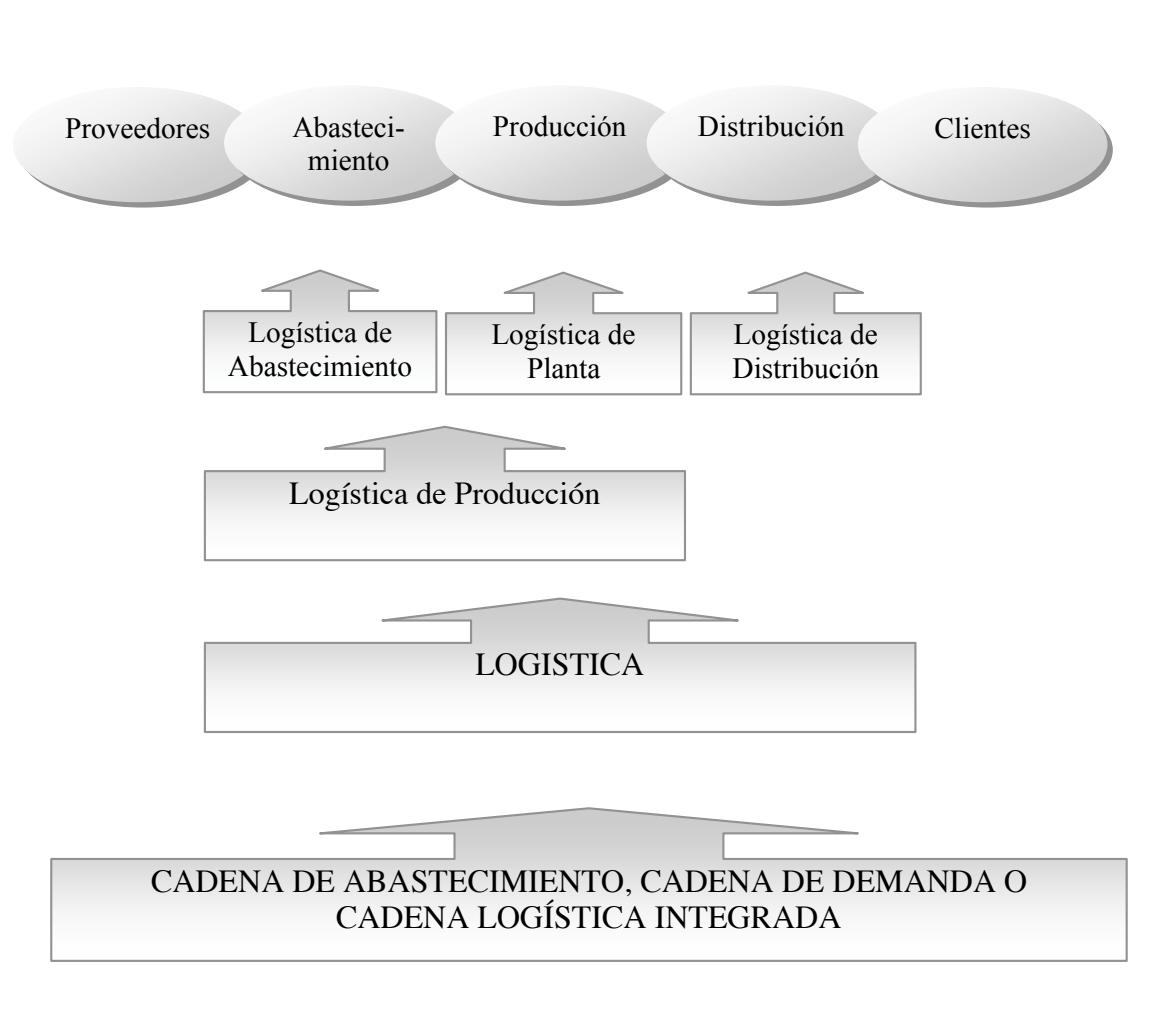 Proveedores
Abasteci-
miento
Producción
Distribución
Clientes
Logística de
Abastecimiento
Logística de
Planta
Logística de
Distribución
Logística de Producción
LOGISTICA
CADENA DE ABASTECIMIENTO, CADENA DE DEMANDA O
CADENA LOGÍSTICA INTEGRADA